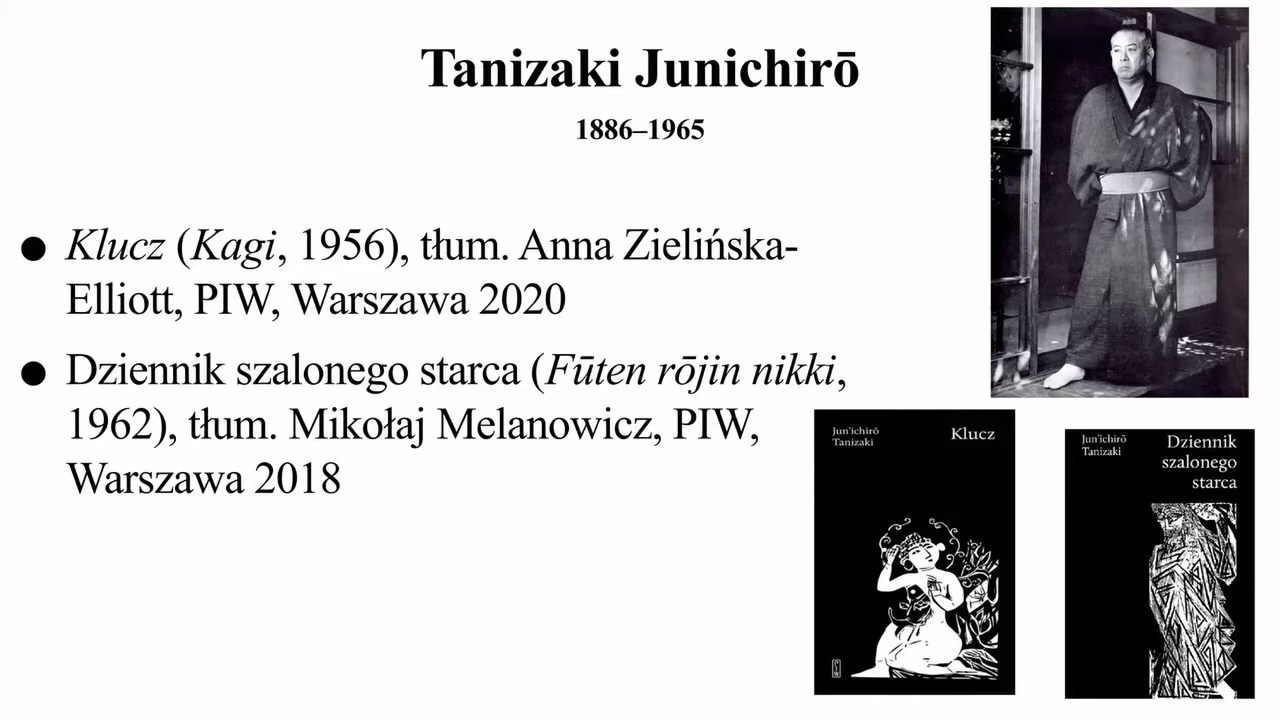 Tanizaki Junichirō
1886–1965
● Klucz (Kagi, 1956), tłum. Anna Zielińska-
Elliott, PIW, Warszawa 2020
● Dziennik szalonego starca (Fūten rōjin nikki,
1962), tłum. Mikołaj Melanowicz, PIW,
Warszawa 2018
Jun'ichirō
Tanizaki
Klucz
PIW
Jun'ichirō
Tanizaki
Dziennik
szalonego
starca